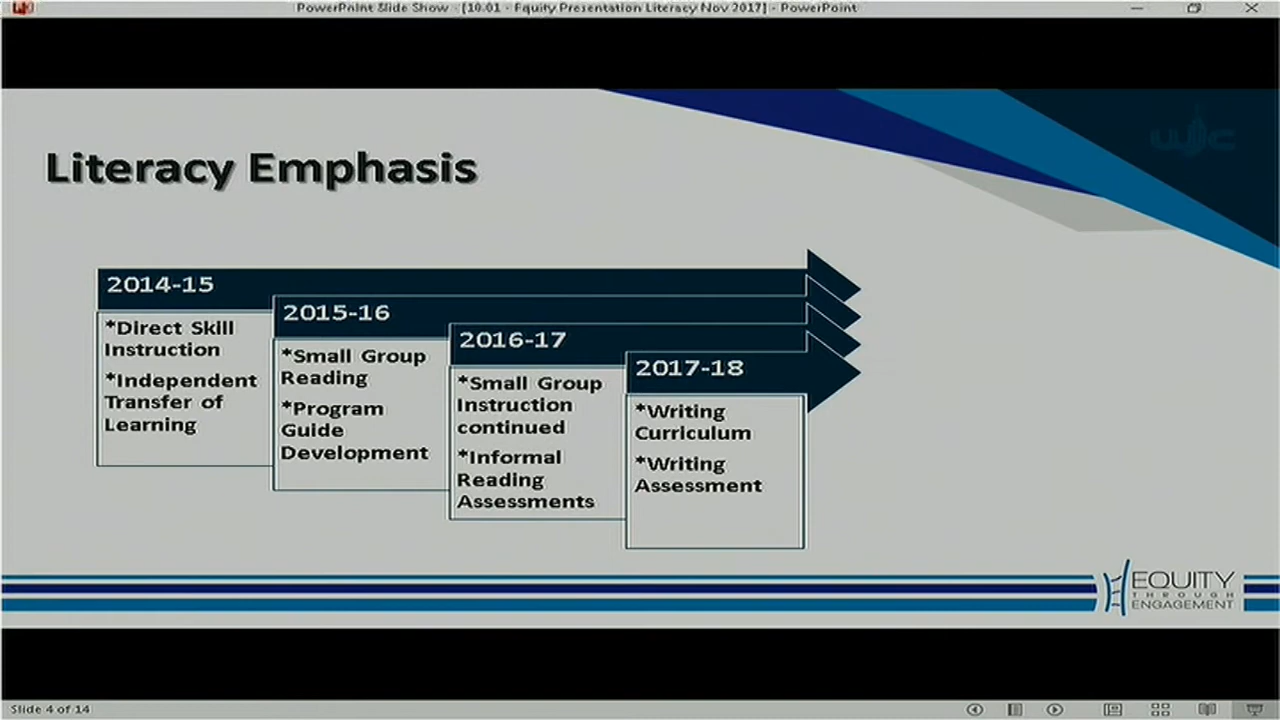 PowerPoint Slide Show - [10.01 - Equity Presentation Literacy Nov 2017] - PowerPoint
wjc
Literacy Emphasis
2014-15
*Direct Skill
Instruction
*Independent
Transfer of
Learning
2015-16
*Small Group
Reading
*Program
Guide
Development
2016-17
*Small Group
Instruction
continued
*Informal
Reading
Assessments
2017-18
*Writing
Curriculum
*Writing
Assessment
EQUITY
THROUGH
ENGAGEMENT
Slide 4 of 14